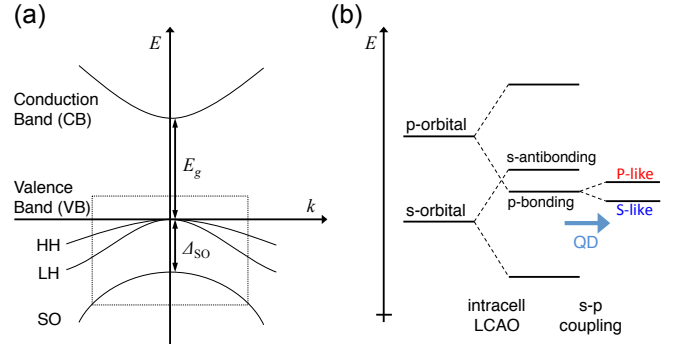 (a)
E
Conduction
Band (CB)
E_g
Valence
Band (VB)
k
HH
LH
Δ_SO
SO
(b)
E
p-orbital
s-antibonding
P-like
p-bonding
s-orbital
S-like
QD
intracell
LCAO
s-p
coupling